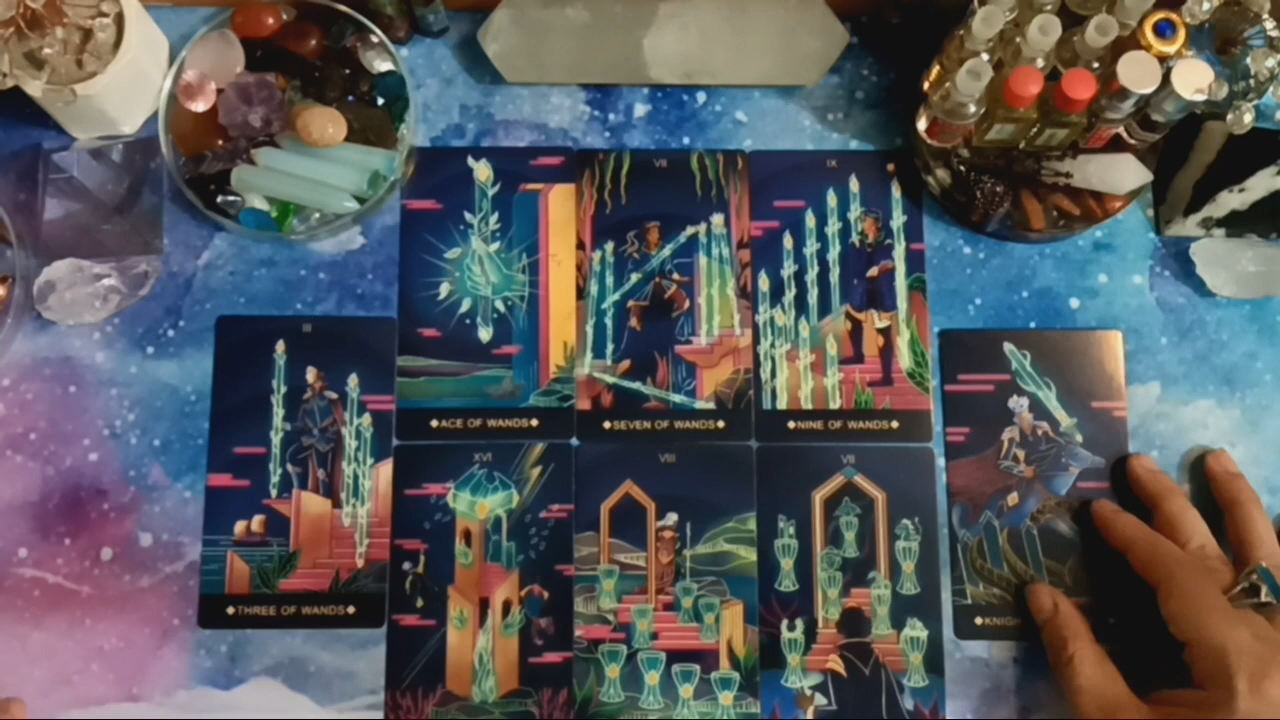 VII
IX
◆ACE OF WANDS◆
◆SEVEN OF WANDS◆
◆NINE OF WANDS◆
III
◆THREE OF WANDS◆
XVI
VIII
VII
◆KNIGH